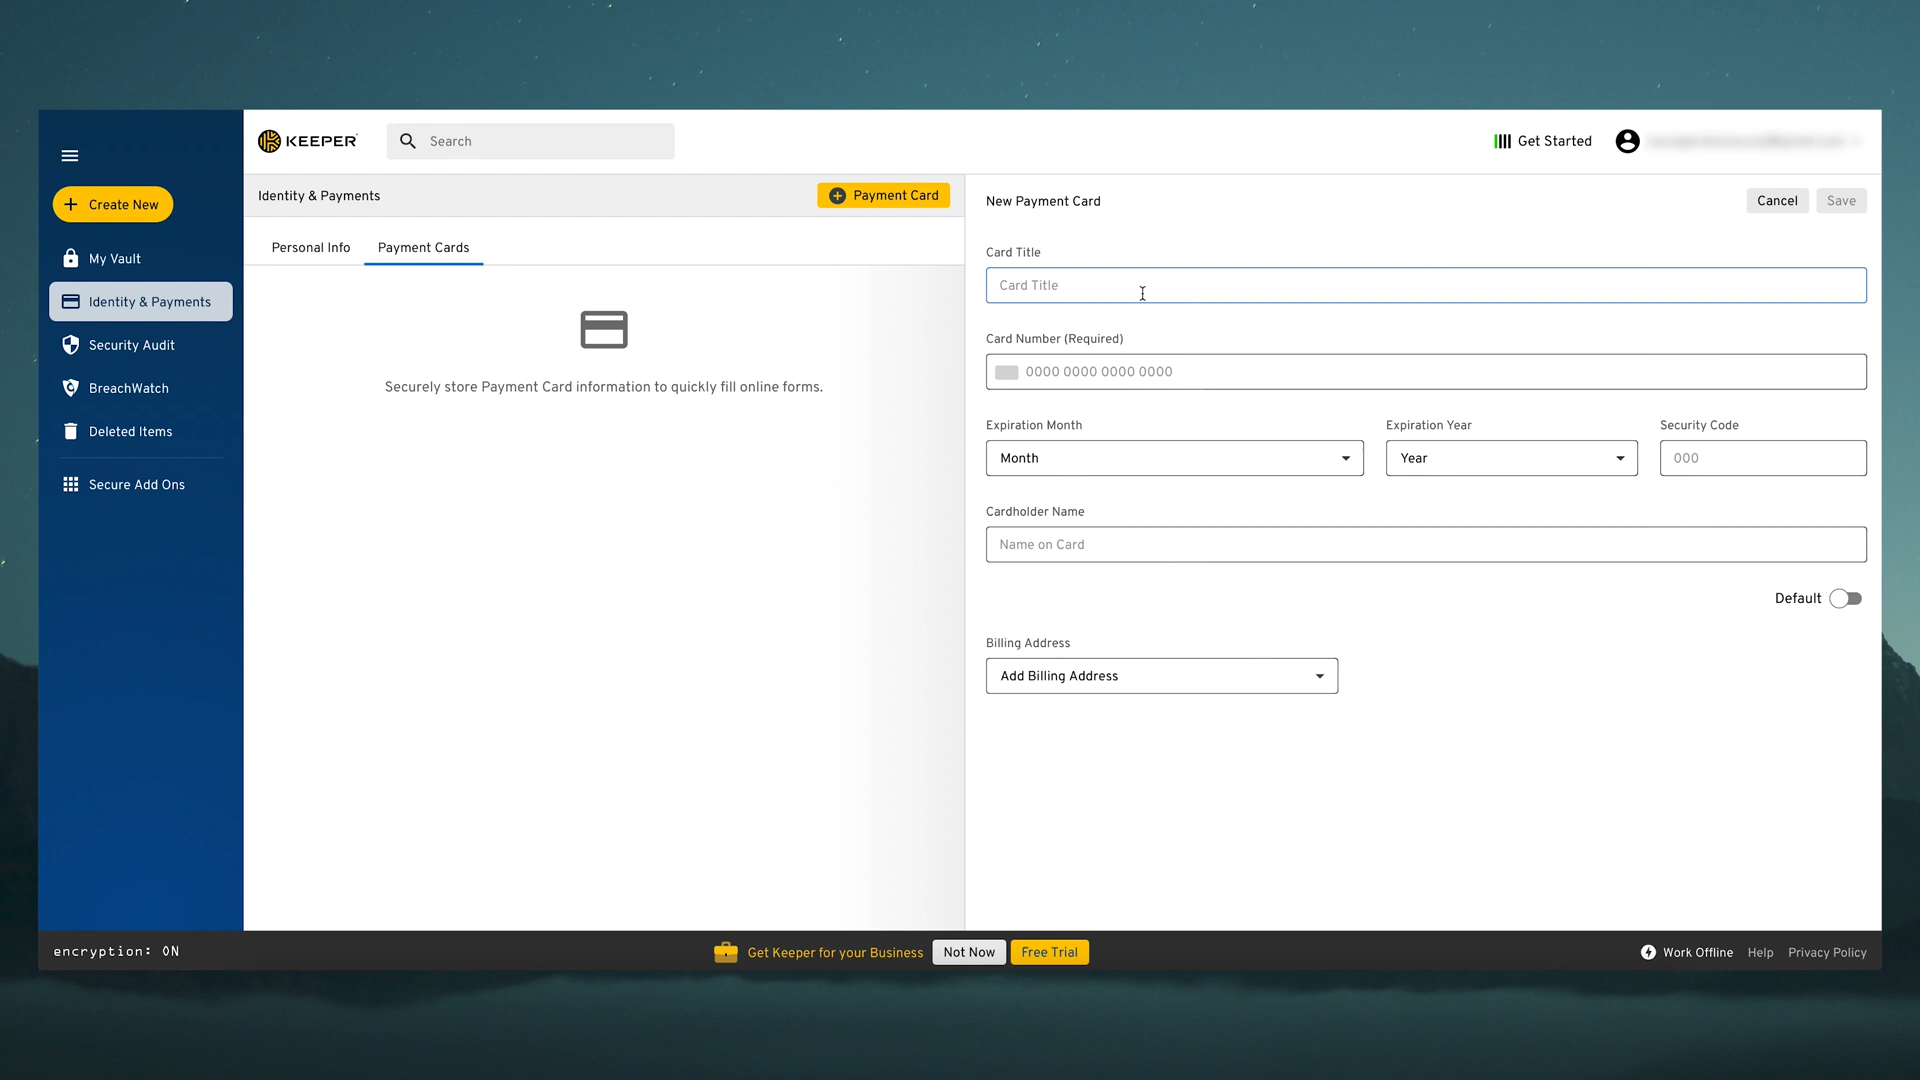 KEEPER
Search
Get Started
Create New
My Vault
Identity & Payments
Security Audit
BreachWatch
Deleted Items
Secure Add Ons
Identity & Payments
Payment Card
Personal Info
Payment Cards
Securely store Payment Card information to quickly fill online forms.
New Payment Card
Cancel
Save
Card Title
Card Title
Card Number (Required)
0000 0000 0000 0000
Expiration Month
Expiration Year
Security Code
Month
Year
000
Cardholder Name
Name on Card
Default
Billing Address
Add Billing Address
encryption: ON
Get Keeper for your Business
Not Now
Free Trial
Work Offline
Help
Privacy Policy